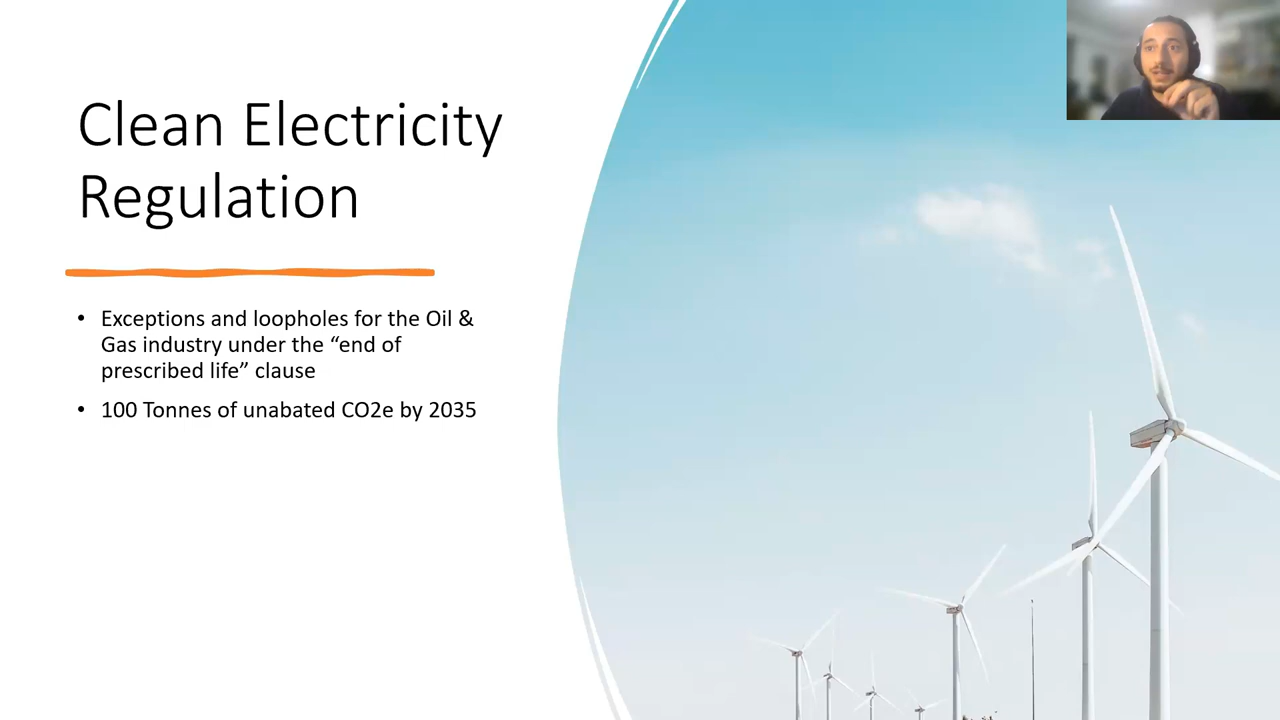 Clean Electricity
Regulation
• Exceptions and loopholes for the Oil &
Gas industry under the “end of
prescribed life” clause
• 100 Tonnes of unabated CO2e by 2035